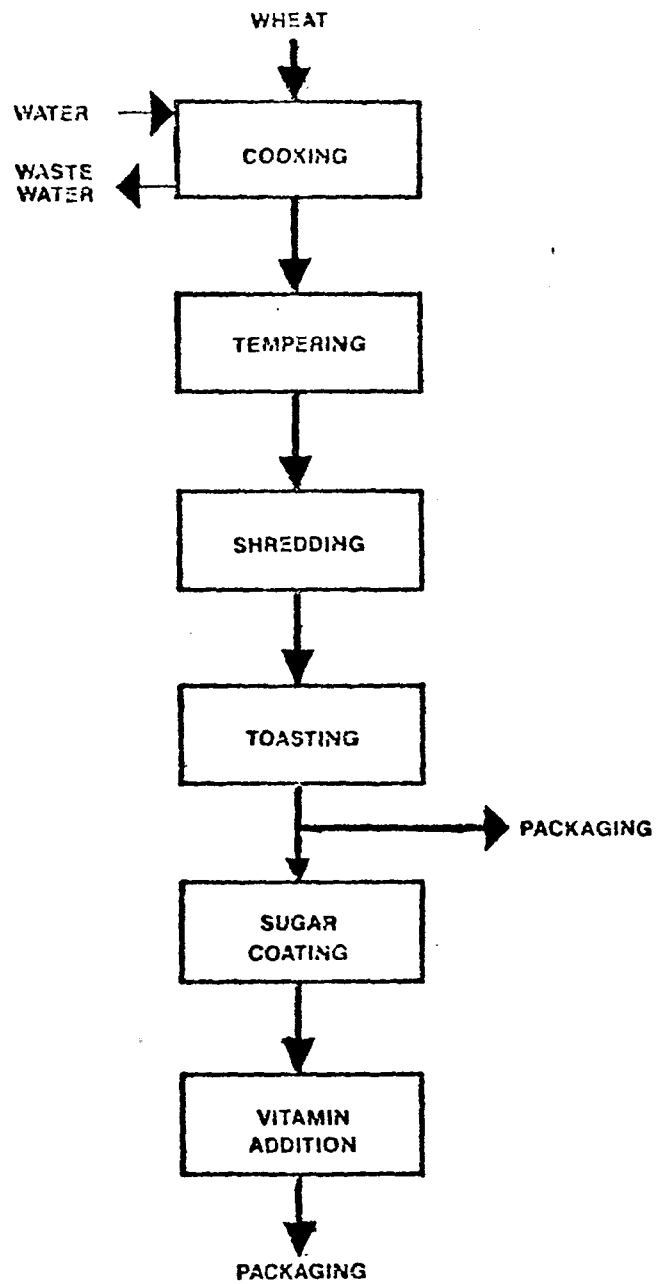 WHEAT
WATER
WASTE
WATER
COOKING
TEMPERING
SHREDDING
TOASTING
PACKAGING
SUGAR
COATING
VITAMIN
ADDITION
PACKAGING